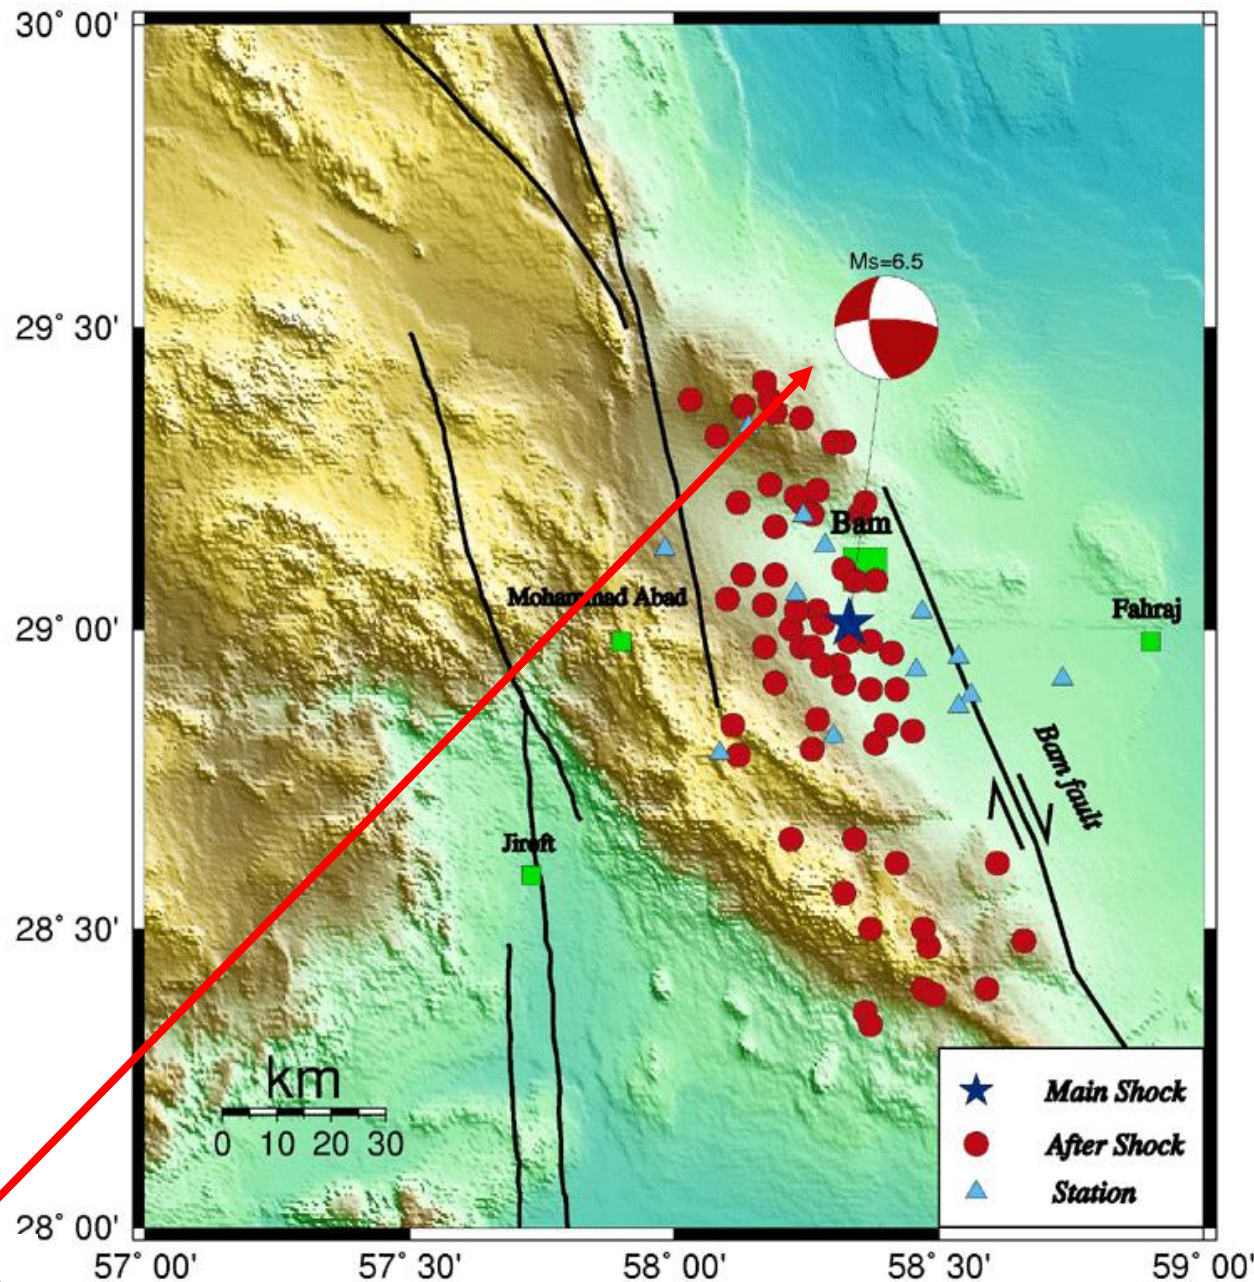 30° 00'
Ms=6.5
29° 30'
Bam
Mohammad Abad
29° 00'
Fahraj
Bam fault
Jiroft
28° 30'
km
0 10 20 30
Main Shock
After Shock
Station
28° 00'
57° 00' 57° 30' 58° 00' 58° 30' 59° 00'